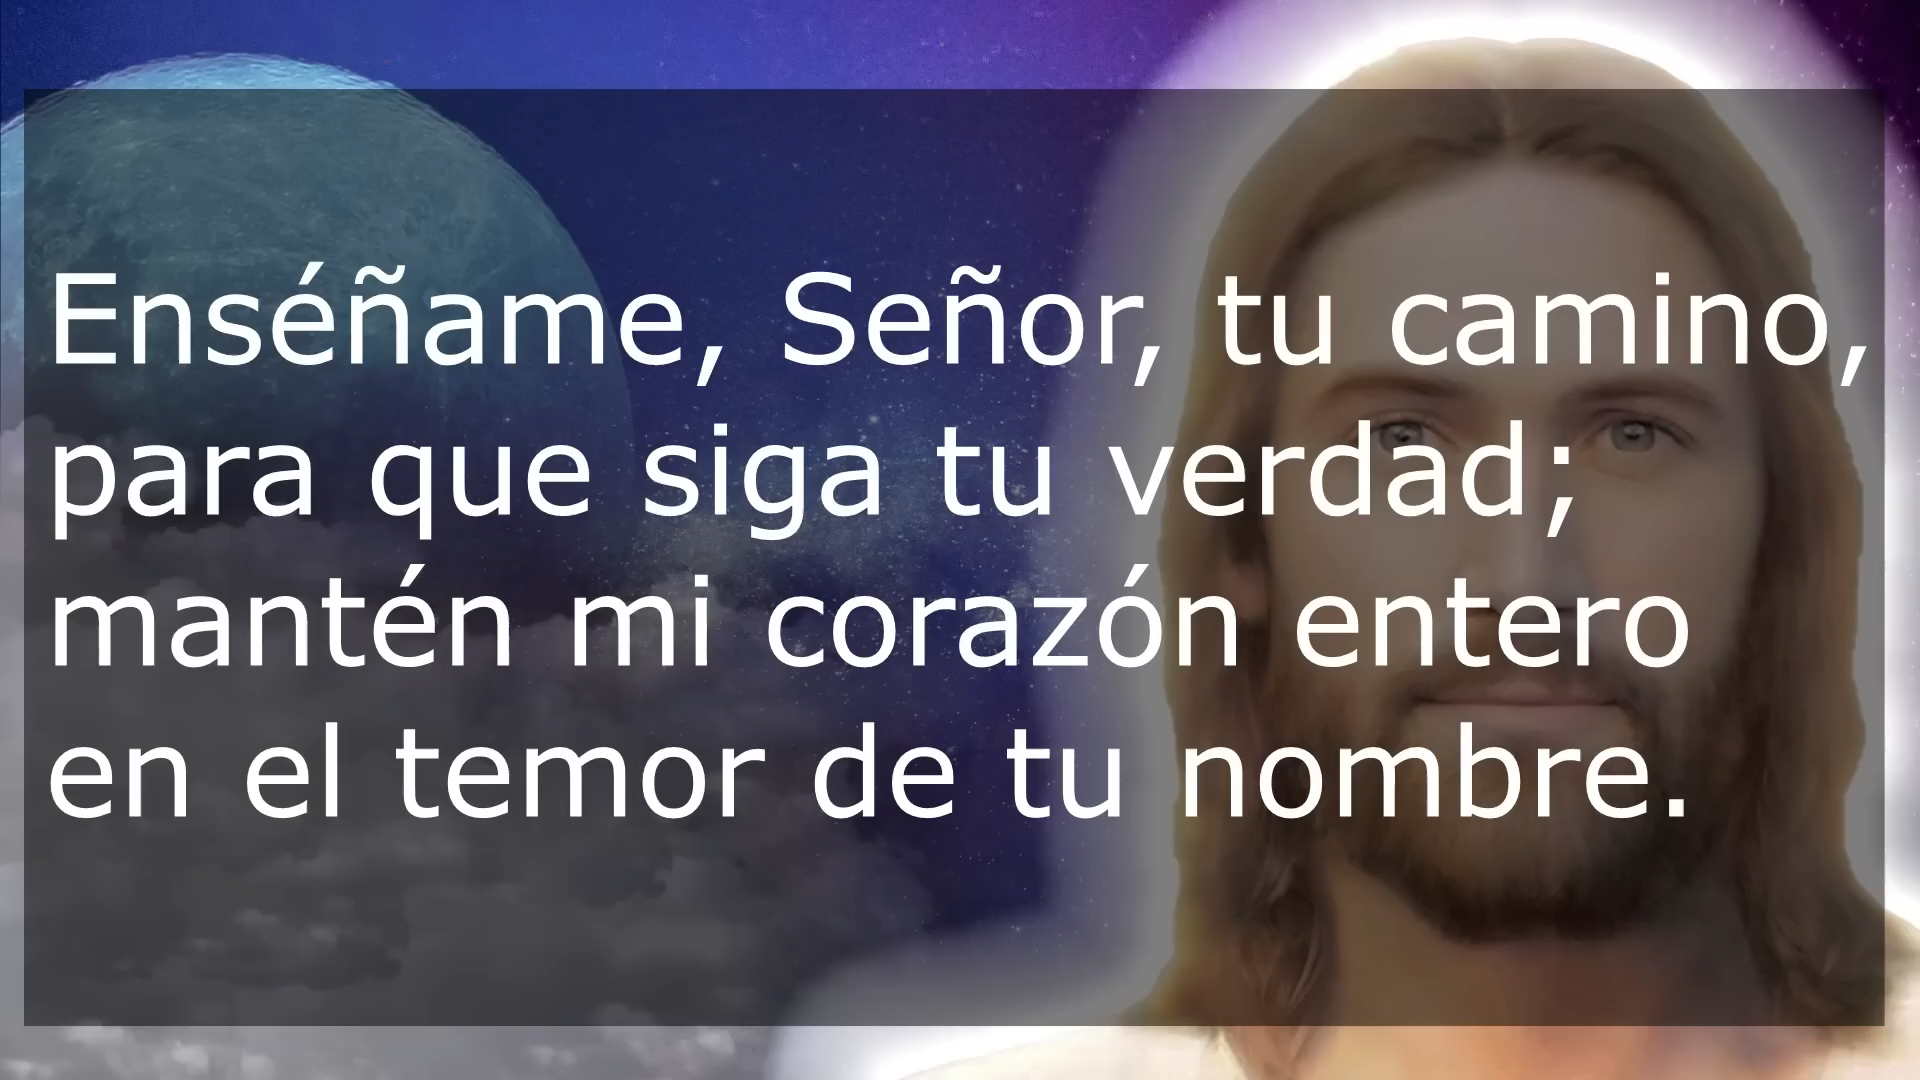 Enséñame, Señor, tu camino,
para que siga tu verdad;
mantén mi corazón entero
en el temor de tu nombre.